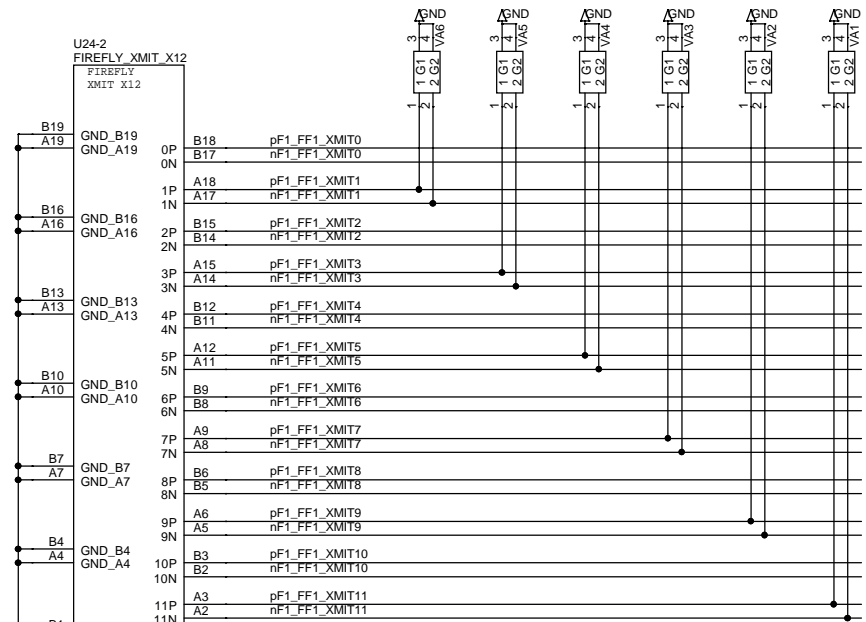 GND GND GND GND GND GND
3 4 VA6 3 4 VA5 3 4 VA4 3 4 VA3 3 4 VA2 3 4 VA1
1 G1 2 G2 1 G1 2 G2 1 G1 2 G2 1 G1 2 G2 1 G1 2 G2 1 G1 2 G2
1 2 1 2 1 2 1 2 1 2 1 2
U24-2
FIREFLY_XMIT_X12
FIREFLY
XMIT X12
B19 GND_B19
A19 GND_A19 0P B18 pF1_FF1_XMIT0
0N B17 nF1_FF1_XMIT0
1P A18 pF1_FF1_XMIT1
1N A17 nF1_FF1_XMIT1
B16 GND_B16
A16 GND_A16 2P B15 pF1_FF1_XMIT2
2N B14 nF1_FF1_XMIT2
3P A15 pF1_FF1_XMIT3
3N A14 nF1_FF1_XMIT3
B13 GND_B13
A13 GND_A13 4P B12 pF1_FF1_XMIT4
4N B11 nF1_FF1_XMIT4
5P A12 pF1_FF1_XMIT5
5N A11 nF1_FF1_XMIT5
B10 GND_B10
A10 GND_A10 6P B9 pF1_FF1_XMIT6
6N B8 nF1_FF1_XMIT6
7P A9 pF1_FF1_XMIT7
7N A8 nF1_FF1_XMIT7
B7 GND_B7
A7 GND_A7 8P B6 pF1_FF1_XMIT8
8N B5 nF1_FF1_XMIT8
9P A6 pF1_FF1_XMIT9
9N A5 nF1_FF1_XMIT9
B4 GND_B4
A4 GND_A4 10P B3 pF1_FF1_XMIT10
10N B2 nF1_FF1_XMIT10
11P A3 pF1_FF1_XMIT11
11N A2 nF1_FF1_XMIT11